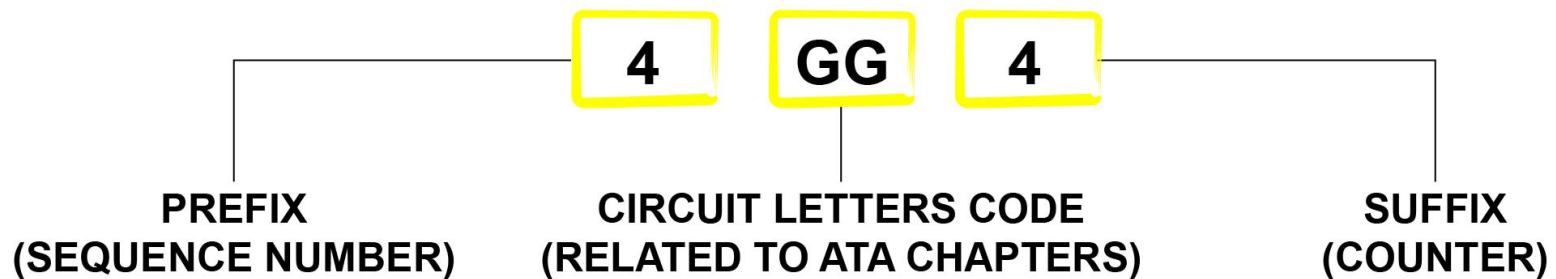 4 GG 4
PREFIX CIRCUIT LETTERS CODE SUFFIX
(SEQUENCE NUMBER) (RELATED TO ATA CHAPTERS) (COUNTER)